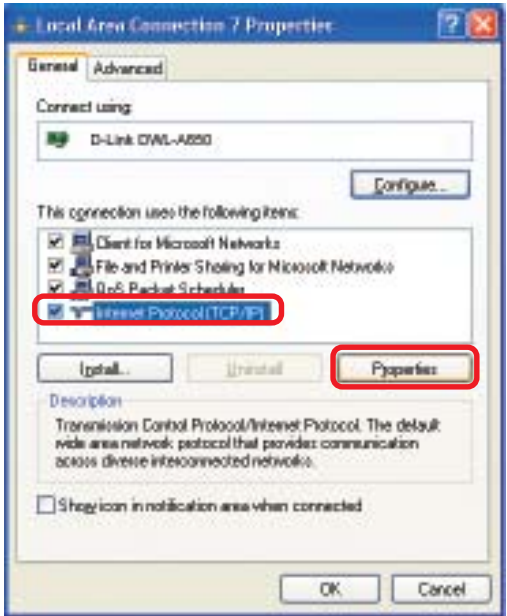 Local Area Connection 7 Properties
General Advanced
Connect using:
D-Link DWL-A650
Configure...
This connection uses the following items:
Client for Microsoft Networks
File and Printer Sharing for Microsoft Networks
QoS Packet Scheduler
Internet Protocol (TCP/IP)
Install... Uninstall Properties
Description
Transmission Control Protocol/Internet Protocol. The default
wide area network protocol that provides communication
across diverse interconnected networks.
Show icon in notification area when connected
OK Cancel